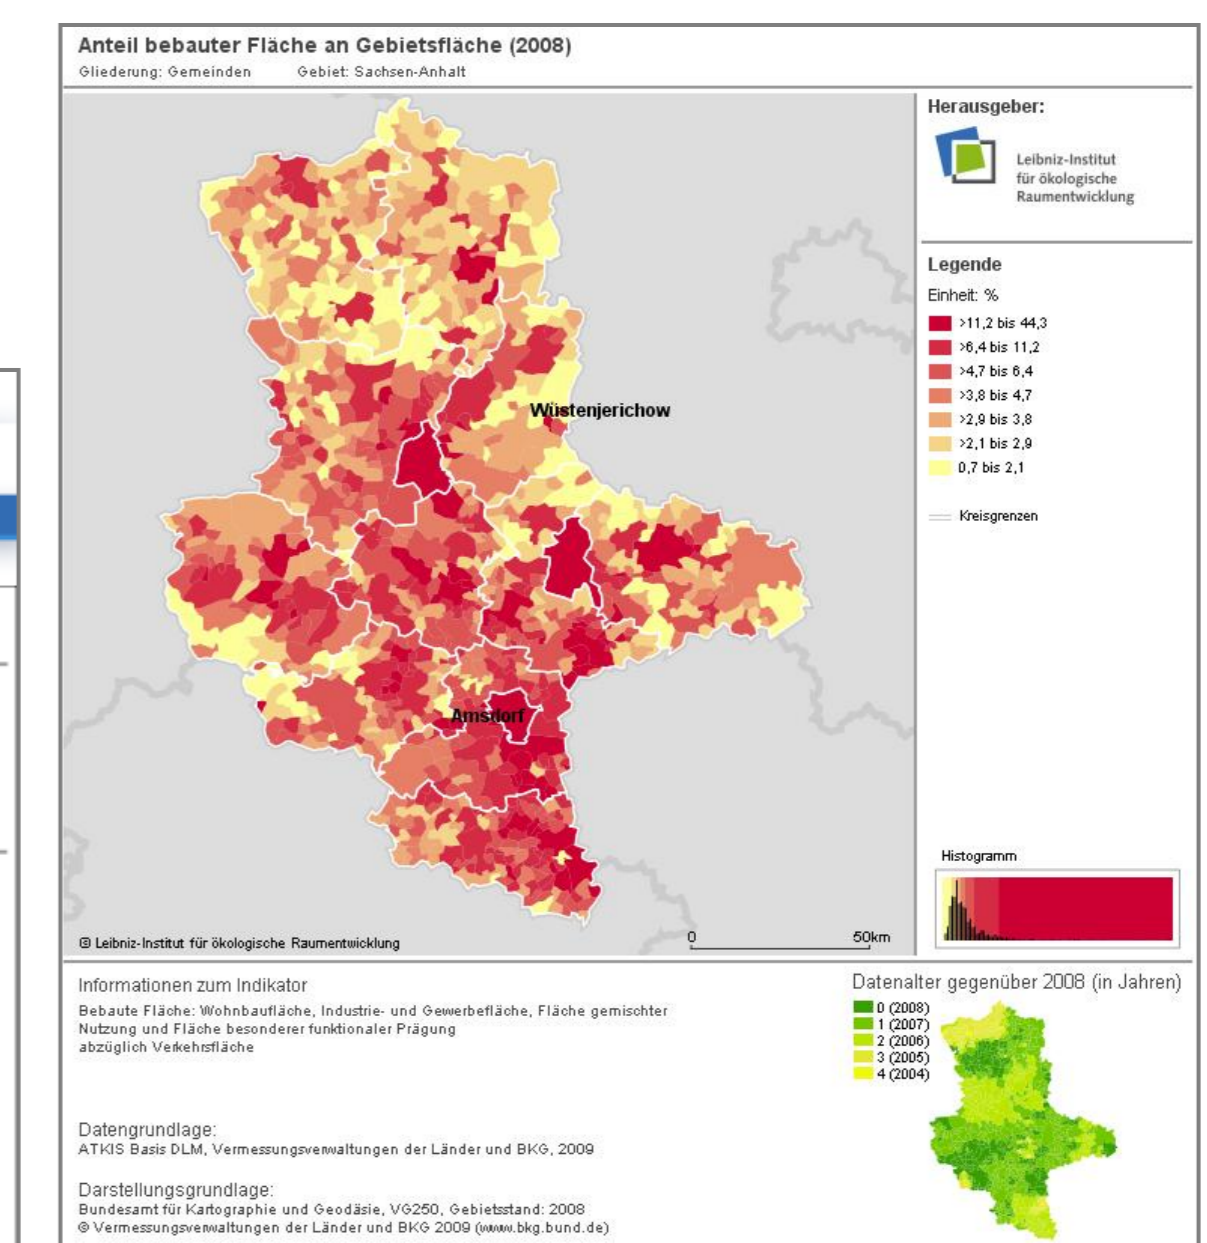 Anteil bebauter Fläche an Gebietsfläche (2008)
Gliederung: Gemeinden Gebiet: Sachsen-Anhalt
Herausgeber:
Leibniz-Institut
für ökologische
Raumentwicklung
Legende
Einheit: %
>11,2 bis 44,3
>6,4 bis 11,2
>4,7 bis 6,4
>3,8 bis 4,7
>2,9 bis 3,8
>2,1 bis 2,9
0,7 bis 2,1
Kreisgrenzen
Wüstenjerichow
Amsdorf
Histogramm
© Leibniz-Institut für ökologische Raumentwicklung
0 50km
Informationen zum Indikator
Bebaute Fläche: Wohnbaufläche, Industrie- und Gewerbefläche, Fläche gemischter
Nutzung und Fläche besonderer funktionaler Prägung
abzüglich Verkehrsfläche
Datenalter gegenüber 2008 (in Jahren)
0 (2008)
1 (2007)
2 (2006)
3 (2005)
4 (2004)
Datengrundlage:
ATKIS Basis DLM, Vermessungsverwaltungen der Länder und BKG, 2009
Darstellungsgrundlage:
Bundesamt für Kartographie und Geodäsie, VG250, Gebietsstand: 2008
© Vermessungsverwaltungen der Länder und BKG 2009 (www.bkg.bund.de)